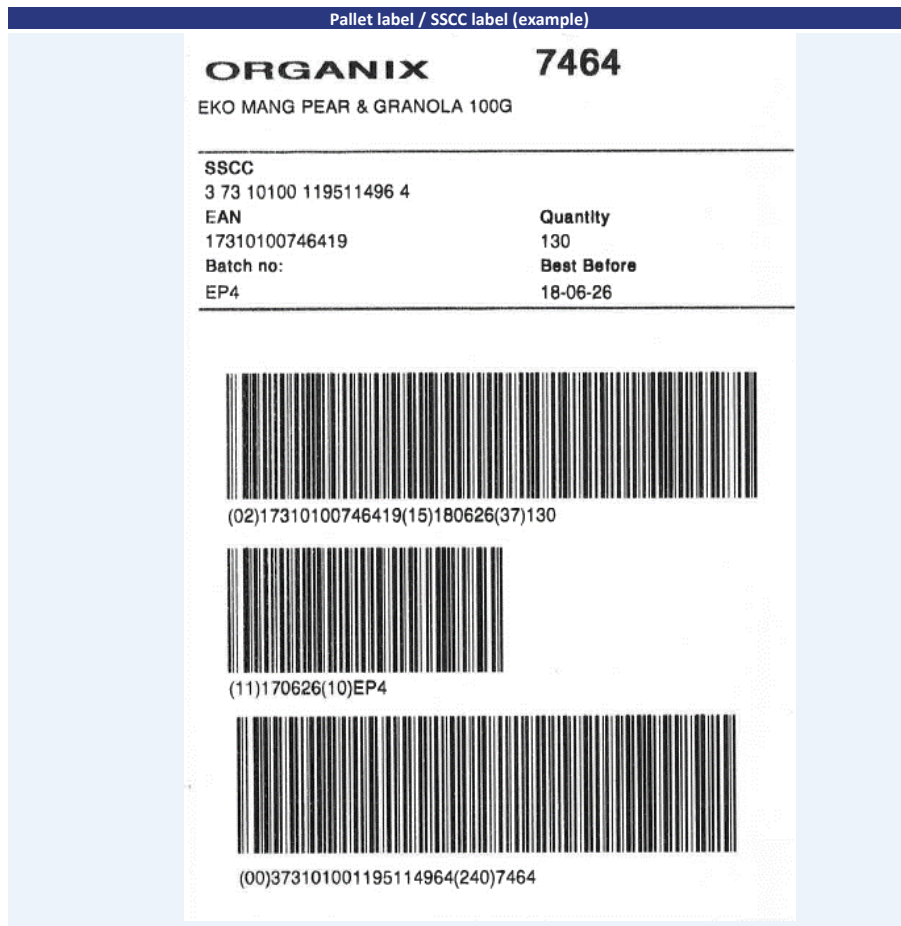 Pallet label / SSCC label (example)
ORGANIX 7464
EKO MANG PEAR & GRANOLA 100G
SSCC
3 73 10100 119511496 4
EAN Quantity
17310100746419 130
Batch no: Best Before
EP4 18-06-26
(02)17310100746419(15)180626(37)130
(11)170626(10)EP4
(00)373101001195114964(240)7464